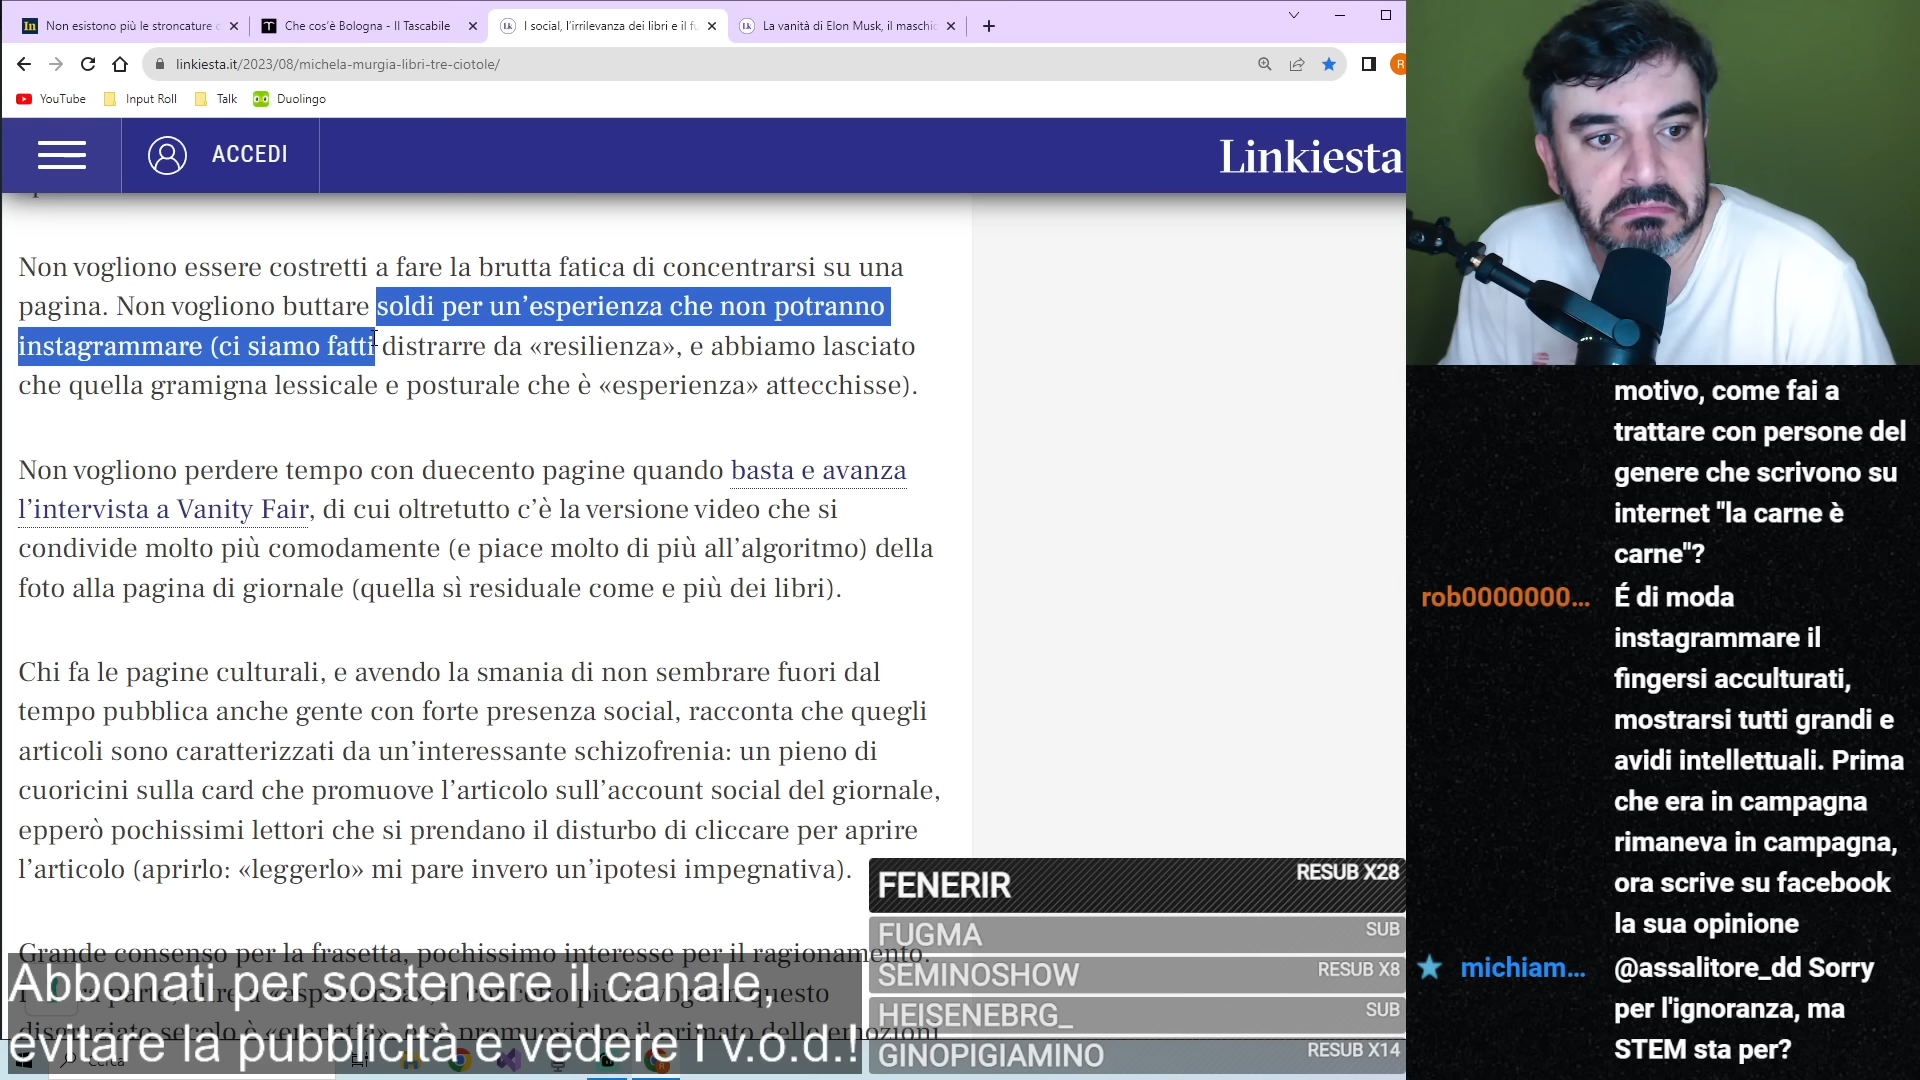 Non esistono più le stroncature
Che cos'è Bologna - Il Tascabile
I social, l'irrilevanza dei libri e il fu
La vanità di Elon Musk, il maschio
linkiesta.it/2023/08/michela-murgia-libri-tre-ciotole/
YouTube
Input Roll
Talk
Duolingo
ACCEDI
Linkiesta
Non vogliono essere costretti a fare la brutta fatica di concentrarsi su una
pagina. Non vogliono buttare soldi per un'esperienza che non potranno
instagrammare (ci siamo fatti distrarre da «resilienza», e abbiamo lasciato
che quella gramigna lessicale e posturale che è «esperienza» attecchisse).
Non vogliono perdere tempo con duecento pagine quando basta e avanza
l'intervista a Vanity Fair, di cui oltretutto c'è la versione video che si
condivide molto più comodamente (e piace molto di più all'algoritmo) della
foto alla pagina di giornale (quella sì residuale come e più dei libri).
Chi fa le pagine culturali, e avendo la smania di non sembrare fuori dal
tempo pubblica anche gente con forte presenza social, racconta che quegli
articoli sono caratterizzati da un'interessante schizofrenia: un pieno di
cuoricini sulla card che promuove l'articolo sull'account social del giornale,
epperò pochissimi lettori che si prendano il disturbo di cliccare per aprire
l'articolo (aprirlo: «leggerlo» mi pare invero un'ipotesi impegnativa).
Grande consenso per la frasetta, pochissimo interesse per il ragionamento.
Abbonati per sostenere il canale,
evitare la pubblicità e vedere i v.o.d.!
Cerca
FENERIR RESUB X28
FUGMA SUB
SEMINOSHOW RESUB X8
HEISENEBRG_ SUB
GINOPIGIAMINO RESUB X14
motivo, come fai a
trattare con persone del
genere che scrivono su
internet "la carne è
carne"?
rob0000000... É di moda
instagrammare il
fingersi acculturati,
mostrarsi tutti grandi e
avidi intellettuali. Prima
che era in campagna
rimaneva in campagna,
ora scrive su facebook
la sua opinione
michiam... @assalitore_dd Sorry
per l'ignoranza, ma
STEM sta per?